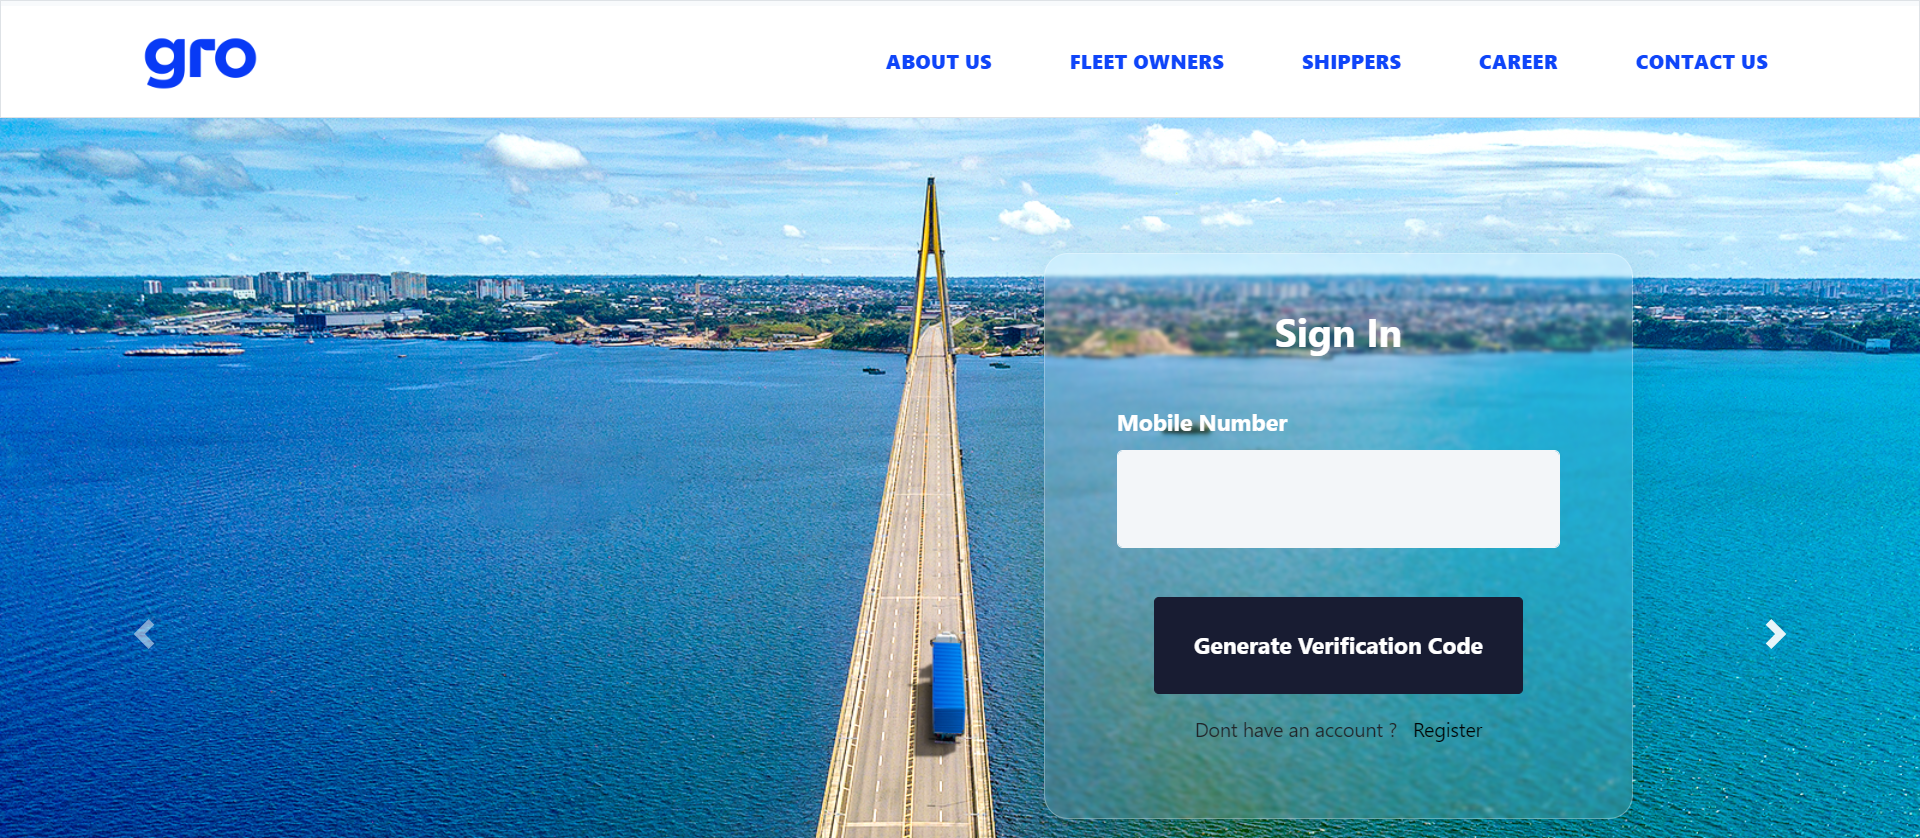 gro
ABOUT US
FLEET OWNERS
SHIPPERS
CAREER
CONTACT US
Sign In
Mobile Number
Generate Verification Code
Dont have an account ? Register